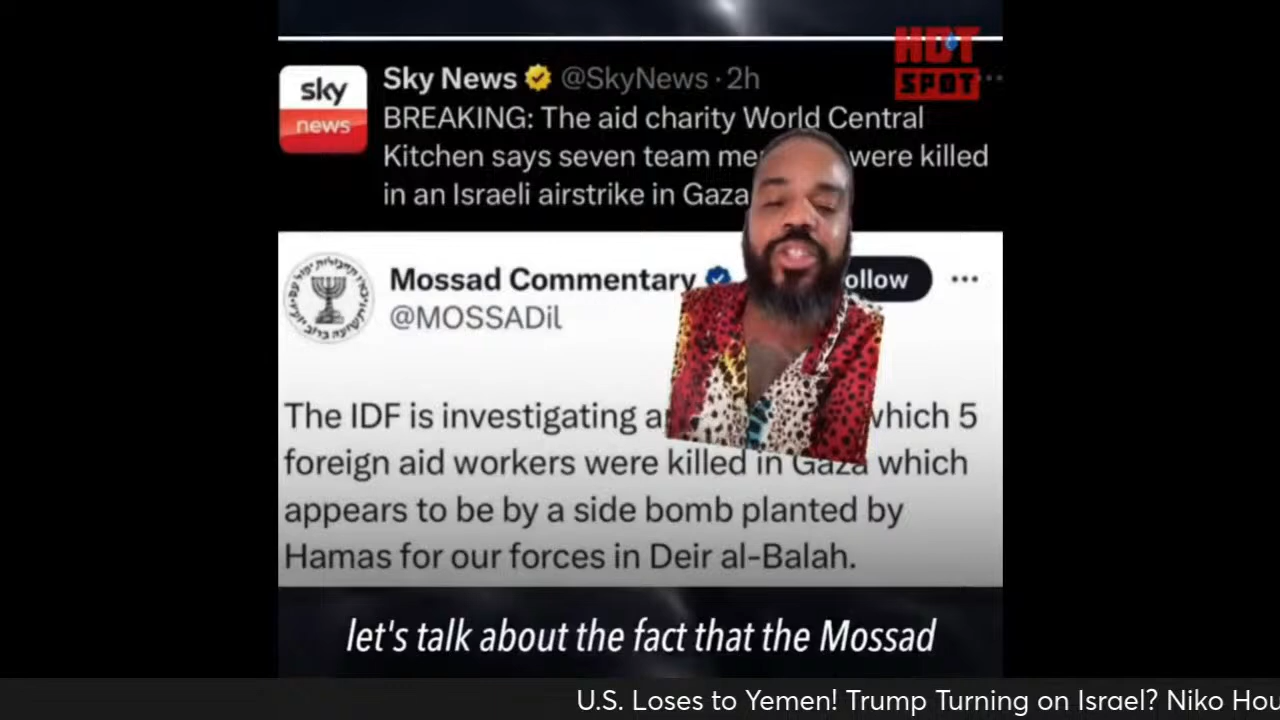 HOT
SPOT
Sky News @SkyNews · 2h
sky
news
BREAKING: The aid charity World Central
Kitchen says seven team me were killed
in an Israeli airstrike in Gaza
Mossad Commentary ollow
@MOSSADil
The IDF is investigating a which 5
foreign aid workers were killed in Gaza which
appears to be by a side bomb planted by
Hamas for our forces in Deir al-Balah.
let's talk about the fact that the Mossad
U.S. Loses to Yemen! Trump Turning on Israel? Niko Hou